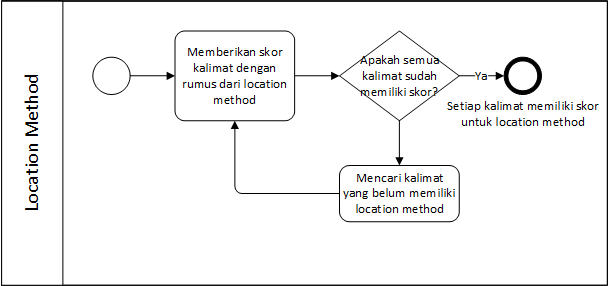 Location Method
Memberikan skor
kalimat dengan
rumus dari location
method
Apakah semua
kalimat sudah
memiliki skor?
Ya
Setiap kalimat memiliki skor
untuk location method
Mencari kalimat
yang belum memiliki
location method